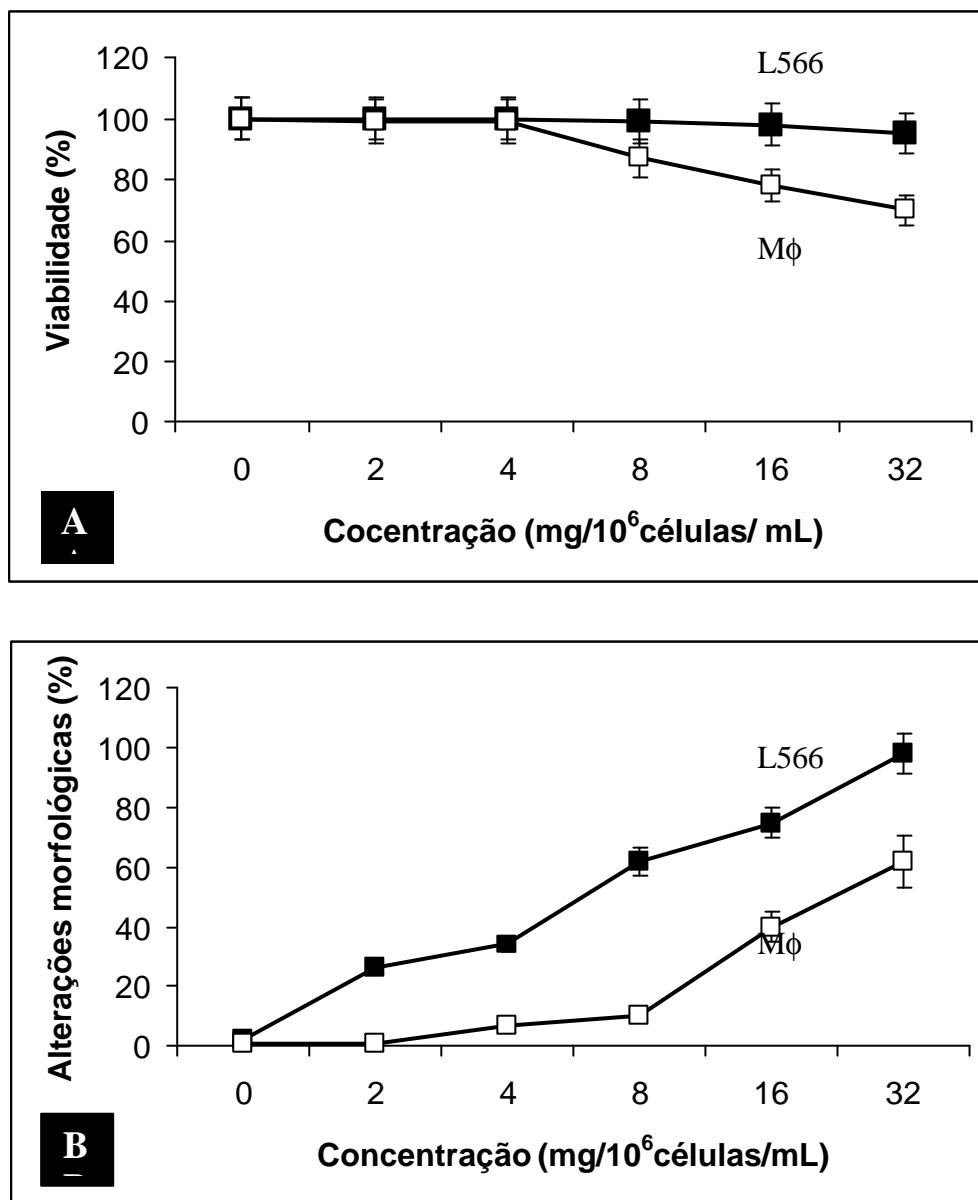 Viabilidade (%)
120
100
80
60
40
20
0
L566
Mϕ
0 2 4 8 16 32
Cocentração (mg/10⁶células/ mL)
A
Alterações morfológicas (%)
120
100
80
60
40
20
0
L566
Mϕ
0 2 4 8 16 32
Concentração (mg/10⁶células/mL)
B